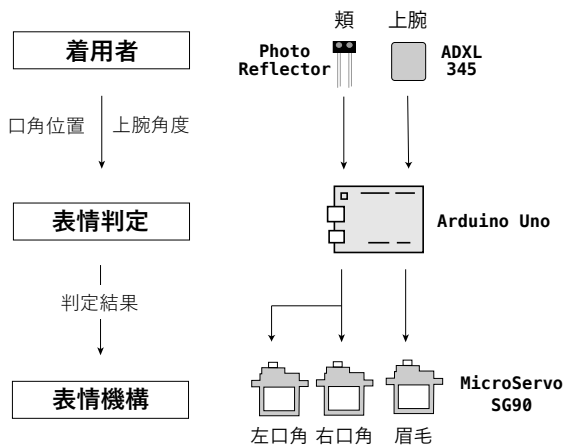 頬 上腕
着用者
Photo
Reflector
ADXL
345
口角位置 上腕角度
表情判定
Arduino Uno
判定結果
表情機構
MicroServo
SG90
左口角 右口角 眉毛